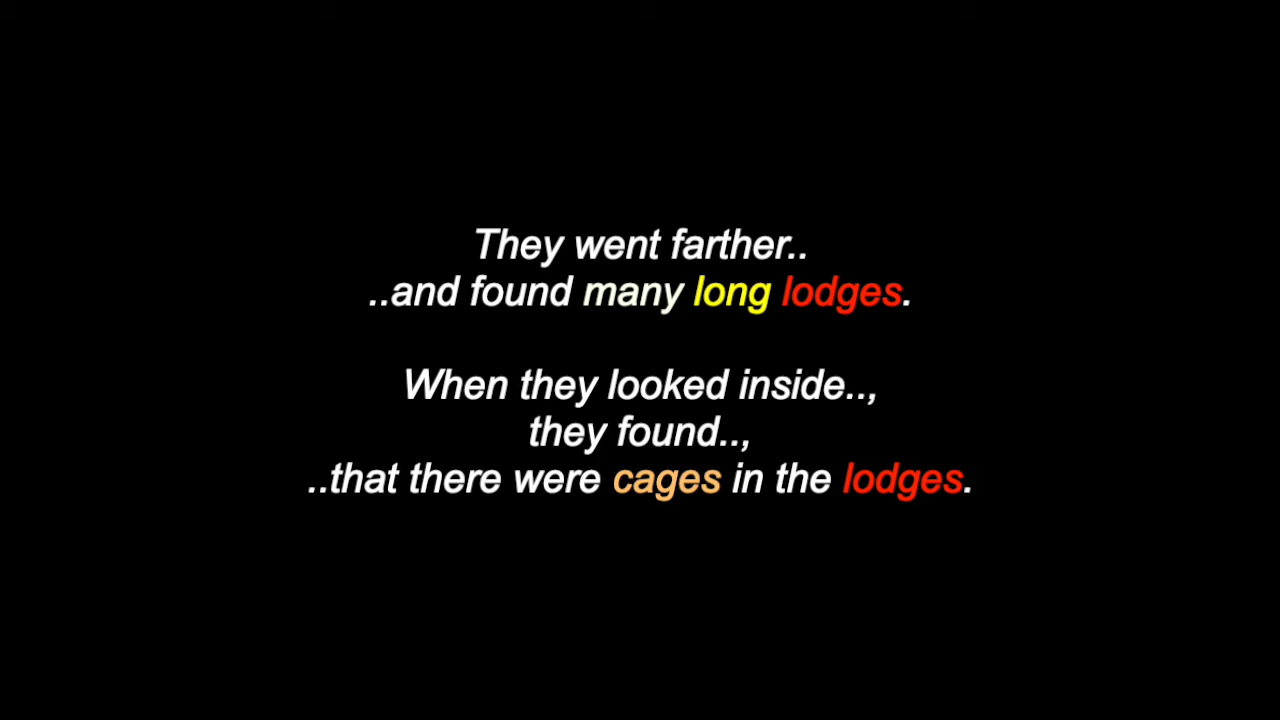 They went farther..
..and found many long lodges.
When they looked inside..,
they found..,
..that there were cages in the lodges.